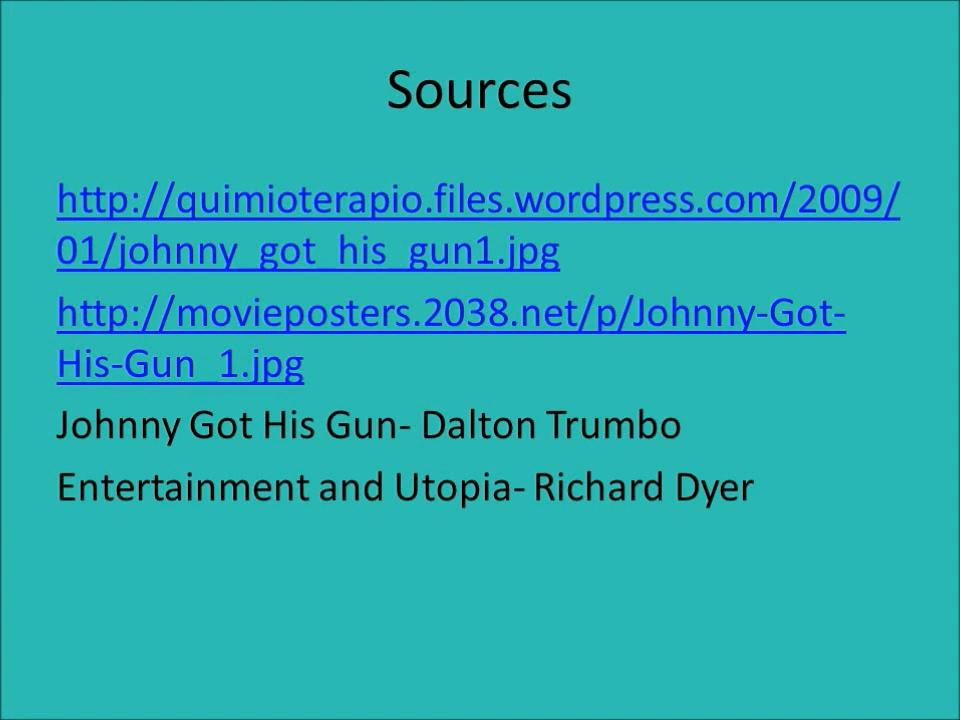 Sources
http://quimioterapio.files.wordpress.com/2009/
01/johnny_got_his_gun1.jpg
http://movieposters.2038.net/p/Johnny-Got-
His-Gun_1.jpg
Johnny Got His Gun- Dalton Trumbo
Entertainment and Utopia- Richard Dyer